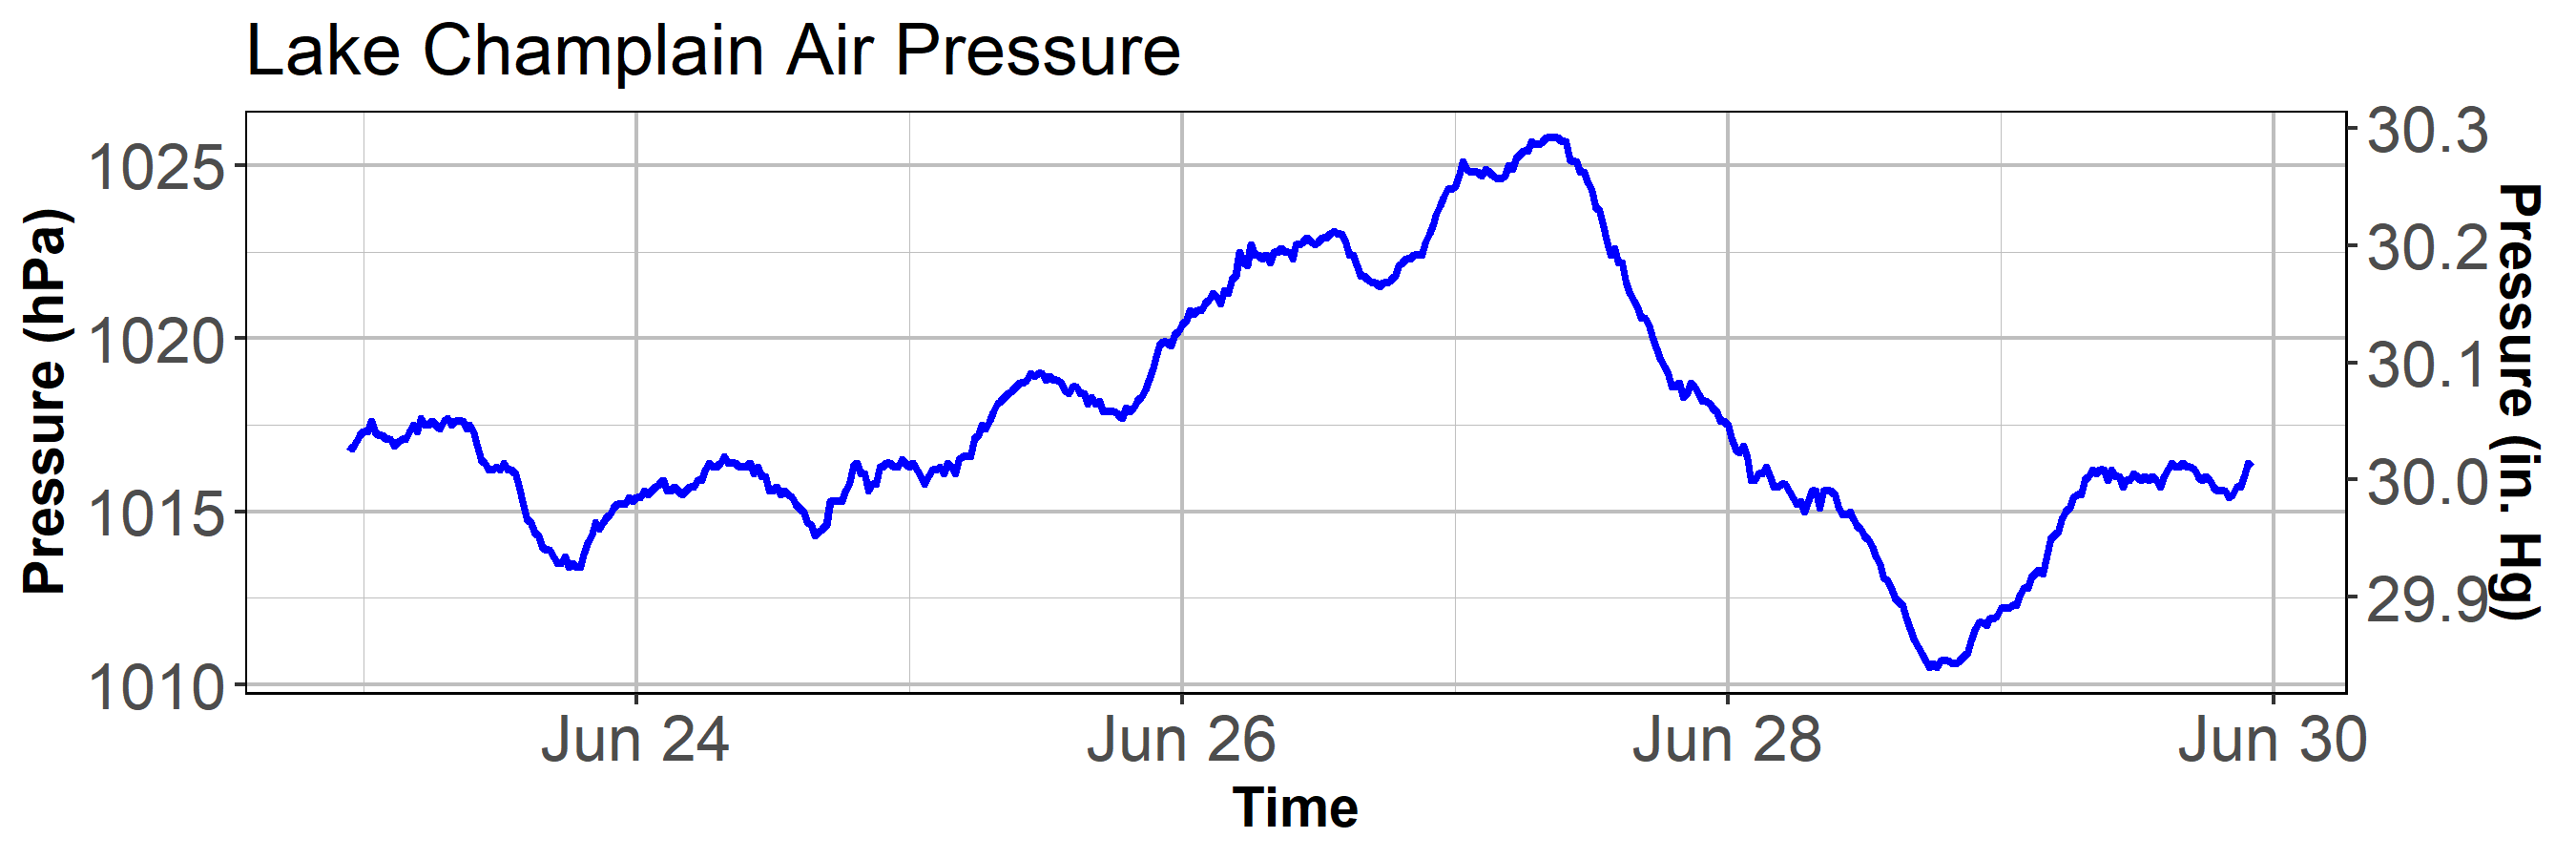 Lake Champlain Air Pressure
Pressure (hPa)
1025
1020
1015
1010
30.3
30.2
30.1
30.0
29.9
Pressure (in. Hg)
Jun 24 Jun 26 Jun 28 Jun 30
Time